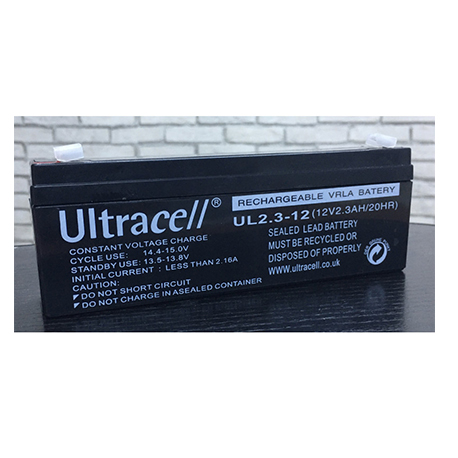 Ultracell®
CONSTANT VOLTAGE CHARGE
CYCLE USE: 14.4-15.0V
STANDBY USE: 13.5-13.8V
INITIAL CURRENT : LESS THAN 2.16A
CAUTION:
DO NOT SHORT CIRCUIT
DO NOT CHARGE IN ASEALED CONTAINER
RECHARGEABLE VRLA BATTERY
UL2.3-12(12V2.3AH/20HR)
SEALED LEAD BATTERY
MUST BE RECYCLED OR
DISPOSED OF PROPERLY
www.ultracell.co.uk